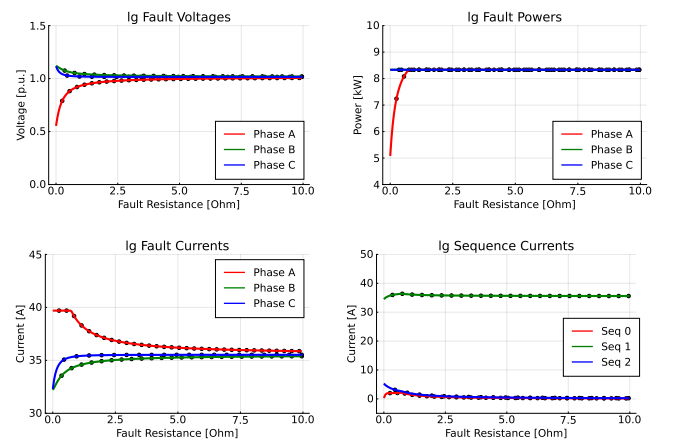 lg Fault Voltages
1.5
1.0
0.5
0.0
Voltage [p.u.]
Phase A
Phase B
Phase C
0.0 2.5 5.0 7.5 10.0
Fault Resistance [Ohm]
lg Fault Powers
10
9
8
7
6
5
4
Power [kW]
Phase A
Phase B
Phase C
0.0 2.5 5.0 7.5 10.0
Fault Resistance [Ohm]
lg Fault Currents
45
40
35
30
Current [A]
Phase A
Phase B
Phase C
0.0 2.5 5.0 7.5 10.0
Fault Resistance [Ohm]
lg Sequence Currents
50
40
30
20
10
0
Current [A]
Seq 0
Seq 1
Seq 2
0.0 2.5 5.0 7.5 10.0
Fault Resistance [Ohm]